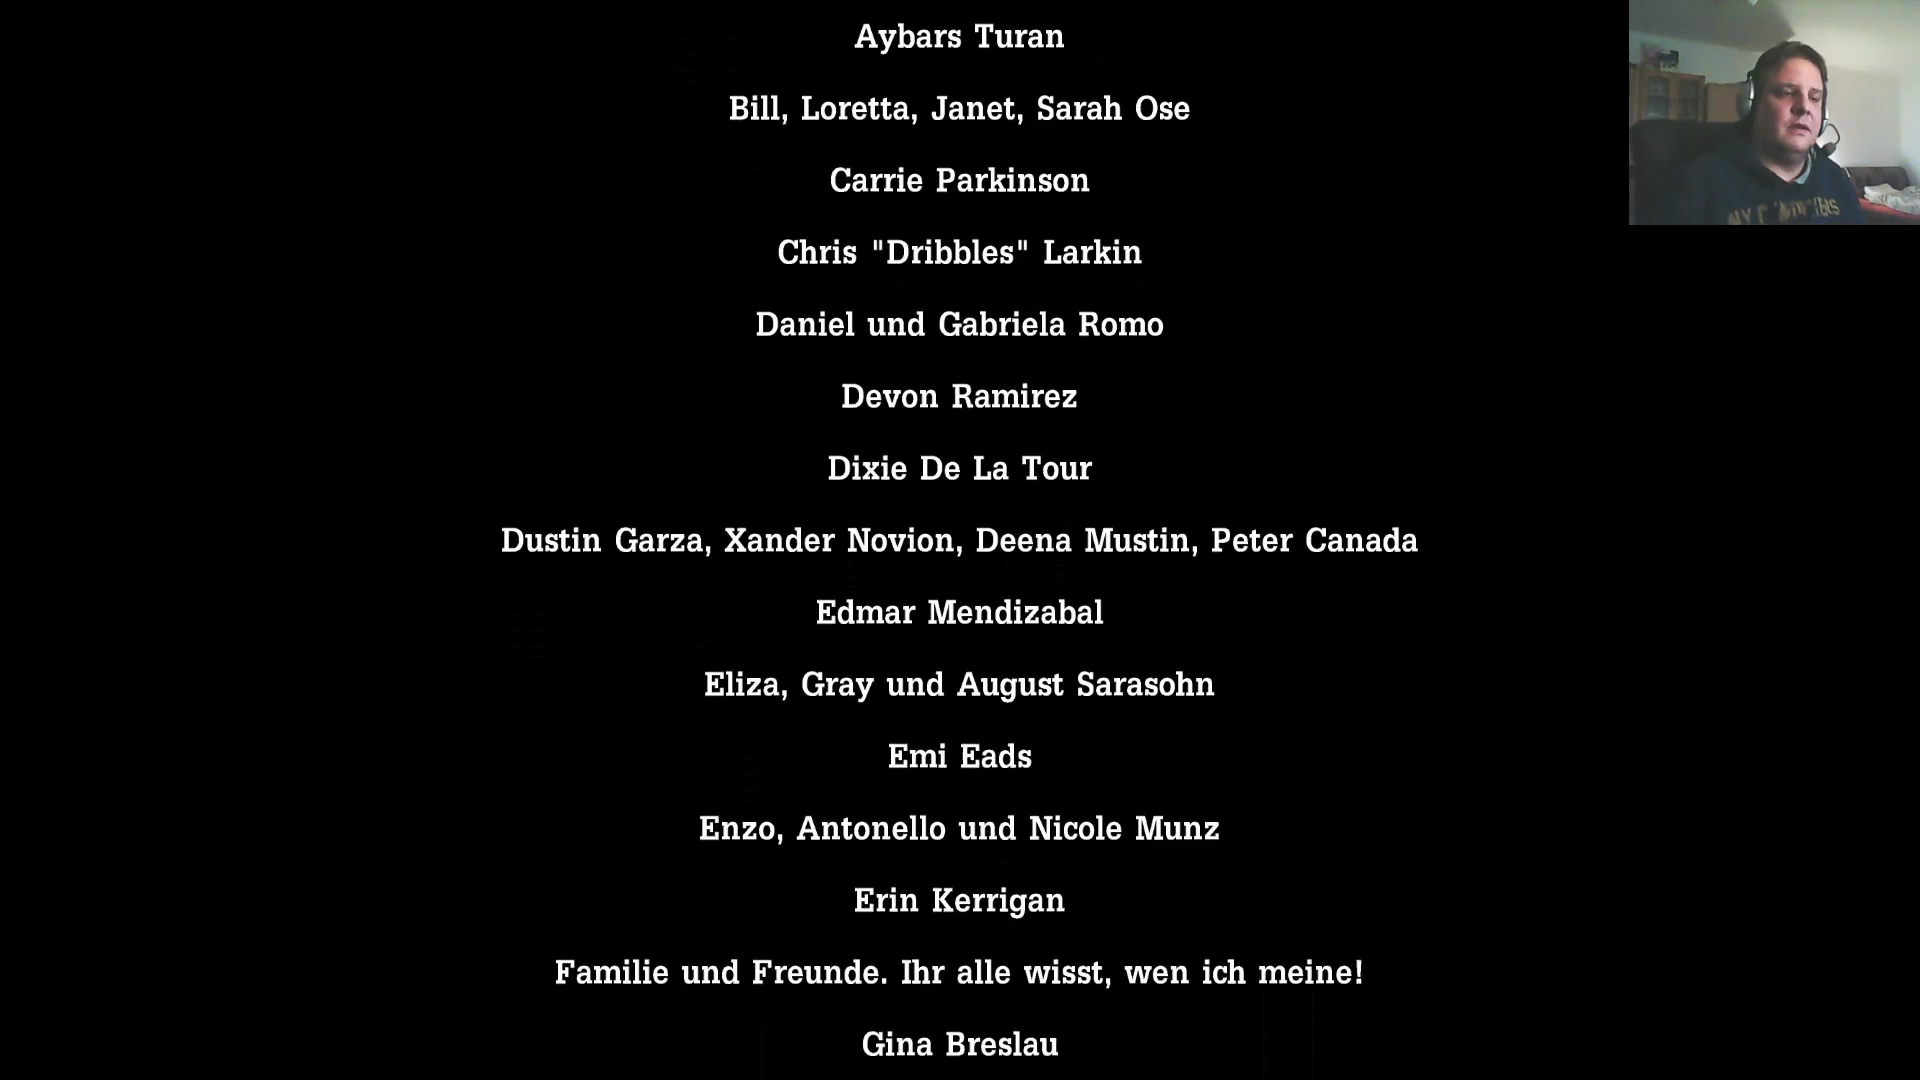 Aybars Turan
Bill, Loretta, Janet, Sarah Ose
Carrie Parkinson
Chris "Dribbles" Larkin
Daniel und Gabriela Romo
Devon Ramirez
Dixie De La Tour
Dustin Garza, Xander Novion, Deena Mustin, Peter Canada
Edmar Mendizabal
Eliza, Gray und August Sarasohn
Emi Eads
Enzo, Antonello und Nicole Munz
Erin Kerrigan
Familie und Freunde. Ihr alle wisst, wen ich meine!
Gina Breslau